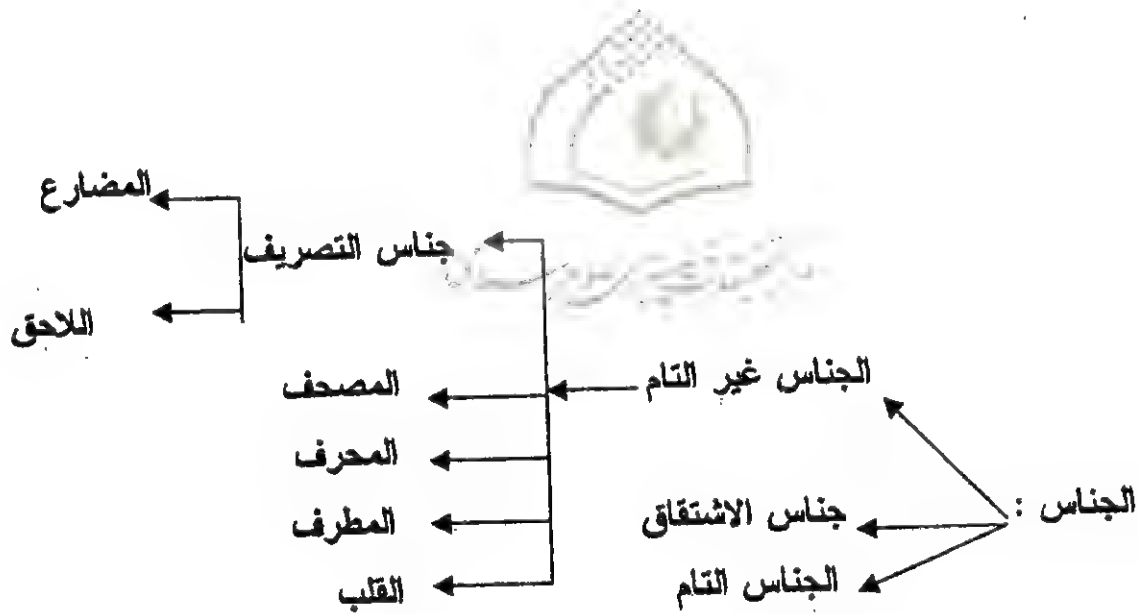 المضارع
جناس التصريف
اللاحق
الجناس غير التام
المصحف
المحرف
الجناس :
جناس الاشتقاق
المطرف
الجناس التام
القلب